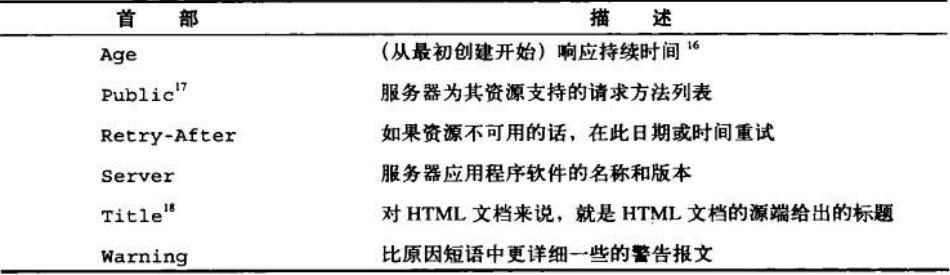 首 部 描 述
Age (从最初创建开始) 响应持续时间 16
Public17 服务器为其资源支持的请求方法列表
Retry-After 如果资源不可用的话，在此日期或时间重试
Server 服务器应用程序软件的名称和版本
Title18 对 HTML 文档来说，就是 HTML 文档的源端给出的标题
Warning 比原因短语中更详细一些的警告报文